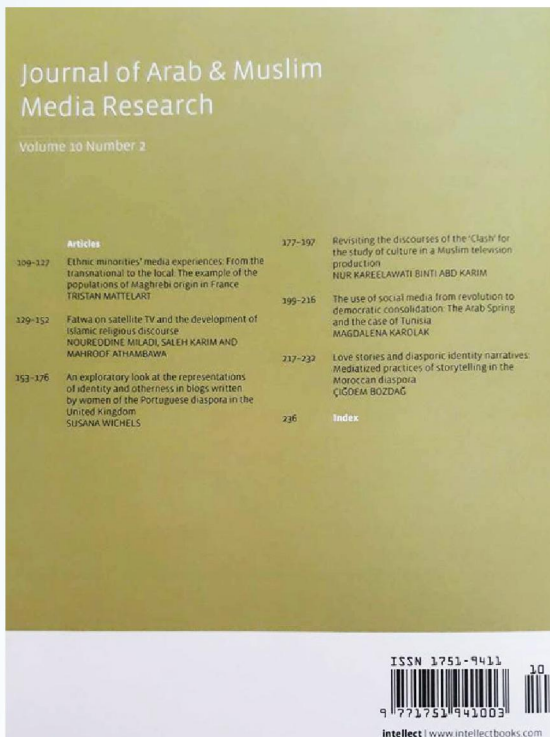 Journal of Arab & Muslim
Media Research
Volume 10 Number 2
Articles
109–127 Ethnic minorities' media experiences: From the
transnational to the local: The example of the
populations of Maghrebi origin in France
TRISTAN MATTELART
129–152 Fatwa on satellite TV and the development of
Islamic religious discourse
NOUREDDINE MILADI, SALEH KARIM AND
MAHROOF ATHAMBAWA
153–176 An exploratory look at the representations
of identity and otherness in blogs written
by women of the Portuguese diaspora in the
United Kingdom
SUSANA WICHELS
177–197 Revisiting the discourses of the 'Clash' for
the study of culture in a Muslim television
production
NUR KAREELAWATI BINTI ABD KARIM
199–216 The use of social media from revolution to
democratic consolidation: The Arab Spring
and the case of Tunisia
MAGDALENA KAROLAK
217–232 Love stories and diasporic identity narratives:
Mediatized practices of storytelling in the
Moroccan diaspora
ÇIĞDEM BOZDAĞ
236 Index
ISSN 1751-9411
10
9 771751 941003
intellect | www.intellectbooks.com